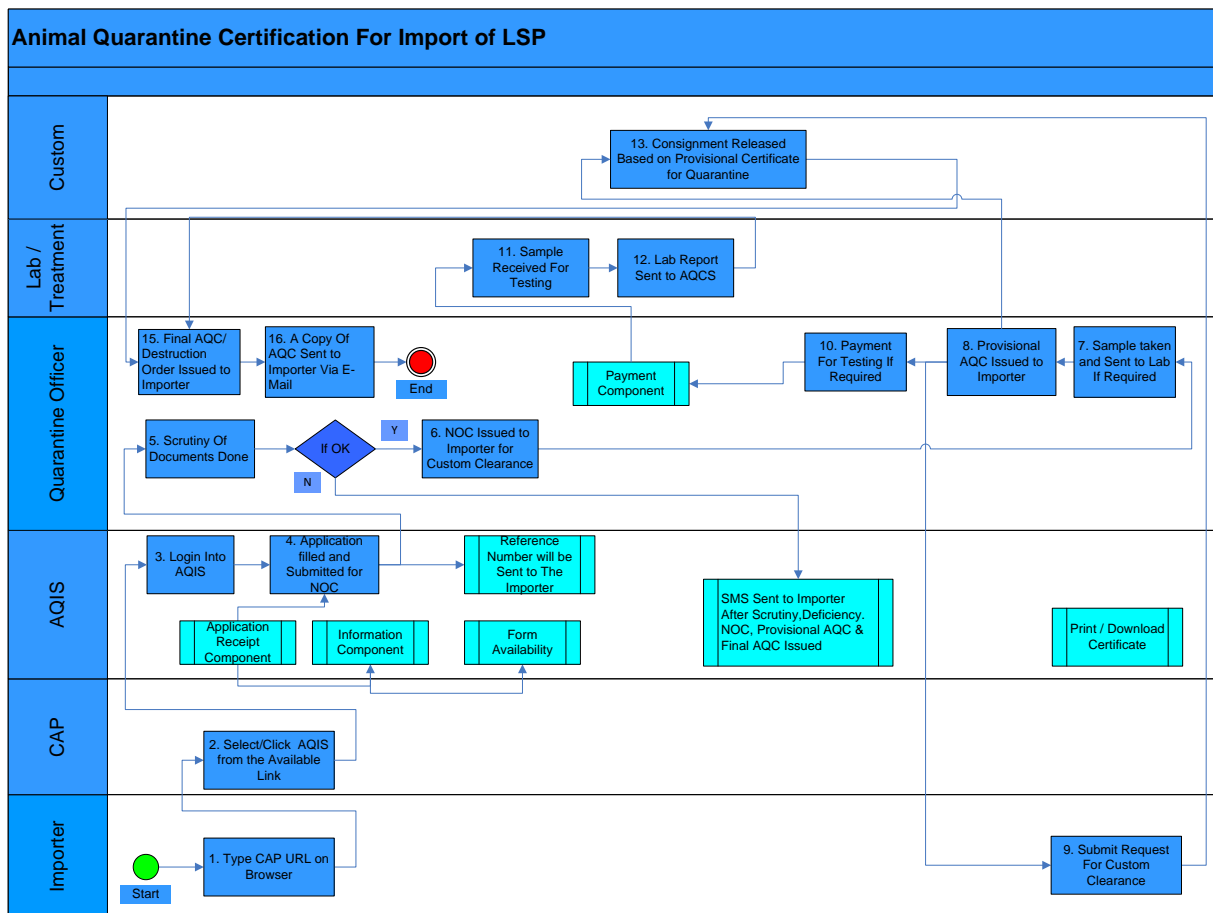 Animal Quarantine Certification For Import of LSP
Custom
13. Consignment Released
Based on Provisional Certificate
for Quarantine
Lab /
Treatment
11. Sample
Received For
Testing
12. Lab Report
Sent to AQCS
Quarantine Officer
15. Final AQC/
Destruction
Order Issued to
Importer
16. A Copy Of
AQC Sent to
Importer Via E-
Mail
End
Payment
Component
10. Payment
For Testing If
Required
8. Provisional
AQC Issued to
Importer
7. Sample taken
and Sent to Lab
If Required
5. Scrutiny Of
Documents Done
If OK
Y
N
6. NOC Issued to
Importer for
Custom Clearance
AQIS
3. Login Into
AQIS
4. Application
filled and
Submitted for
NOC
Reference
Number will be
Sent to The
Importer
Application
Receipt
Component
Information
Component
Form
Availability
SMS Sent to Importer
After Scrutiny,Deficiency.
NOC, Provisional AQC &
Final AQC Issued
Print / Download
Certificate
CAP
2. Select/Click AQIS
from the Available
Link
Importer
Start
1. Type CAP URL on
Browser
9. Submit Request
For Custom
Clearance